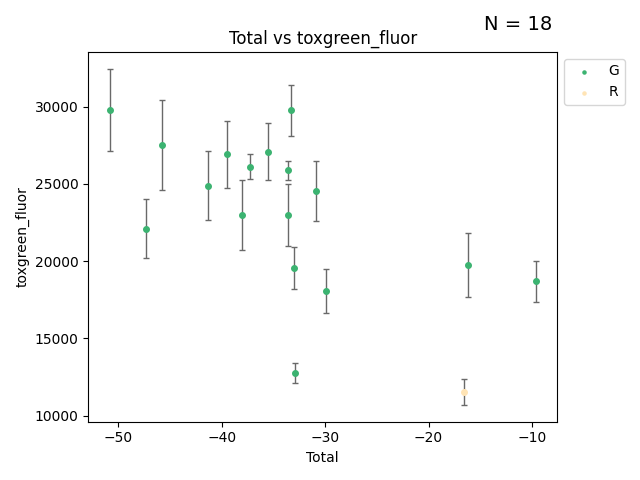 N = 18
Total vs toxgreen_fluor
G
R
30000
25000
20000
15000
10000
toxgreen_fluor
−50
−40
−30
−20
−10
Total